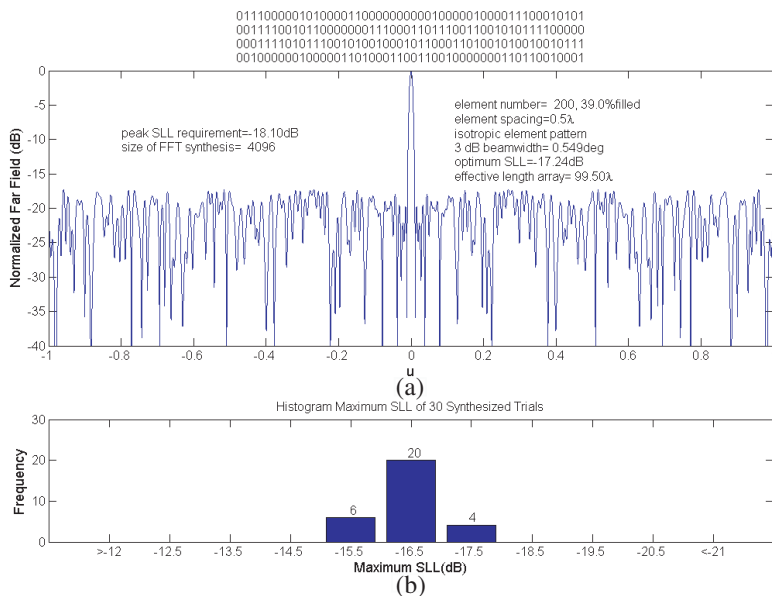 01110000010100001100000000001000001000011100010101
00111100101100000001110001101110011001010111100000
00100000010000011010001100110010000000110110010001
0
-5
-10
-15
-20
-25
-30
-35
-40
Normalized Far Field (dB)
peak SLL requirement=-18.10dB
size of FFT synthesis= 4096
element number= 200, 39.0%filled
element spacing=0.5λ
isotropic element pattern
3 dB beamwidth= 0.549deg
optimum SLL=-17.24dB
effective length array= 99.50λ
-1 -0.8 -0.6 -0.4 -0.2 0 0.2 0.4 0.6 0.8
u
(a)
Histogram Maximum SLL of 30 Synthesized Trials
30
20
10
0
Frequency
6 20 4
>-12 -12.5 -13.5 -14.5 -15.5 -16.5 -17.5 -18.5 -19.5 -20.5 <-21
Maximum SLL(dB)
(b)